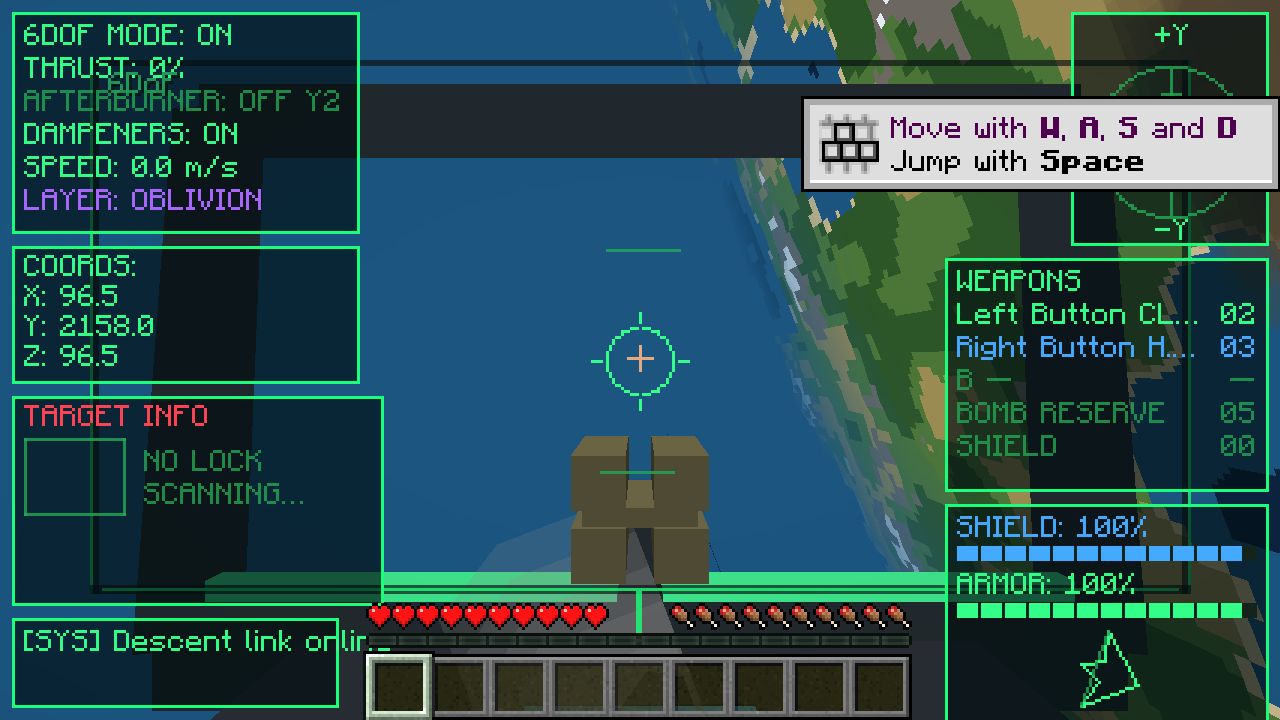 6DOF MODE: ON
THRUST: 0%
6Dof
AFTERBURNER: OFF Y2
DAMPENERS: ON
SPEED: 0.0 m/s
LAYER: OBLIVION
COORDS:
X: 96.5
Y: 2158.0
Z: 96.5
TARGET INFO
NO LOCK
SCANNING...
[SYS] Descent link online
+Y
Move with W, A, S and D
Jump with Space
-Y
WEAPONS
Left Button CL... 02
Right Button H... 03
B — —
BOMB RESERVE 05
SHIELD 00
SHIELD: 100%
ARMOR: 100%